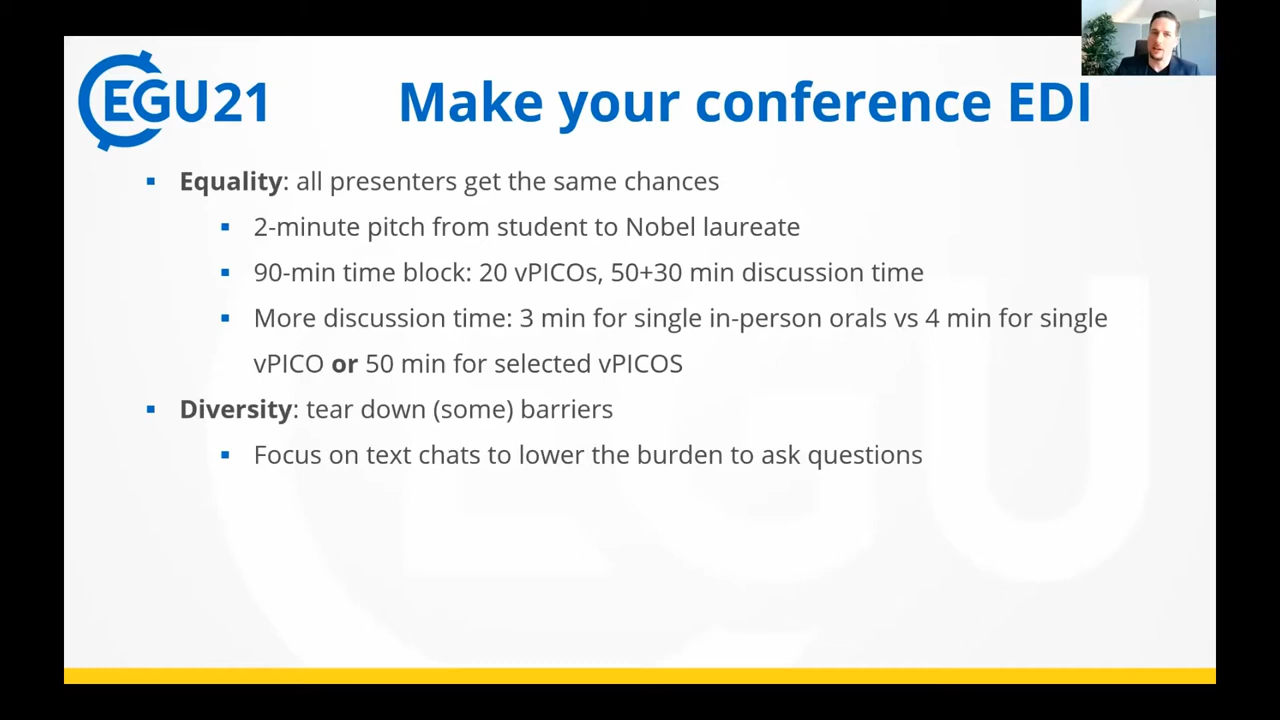 EGU21
Make your conference EDI
Equality: all presenters get the same chances
2-minute pitch from student to Nobel laureate
90-min time block: 20 vPICOs, 50+30 min discussion time
More discussion time: 3 min for single in-person orals vs 4 min for single
vPICO or 50 min for selected vPICOS
Diversity: tear down (some) barriers
Focus on text chats to lower the burden to ask questions
EGU